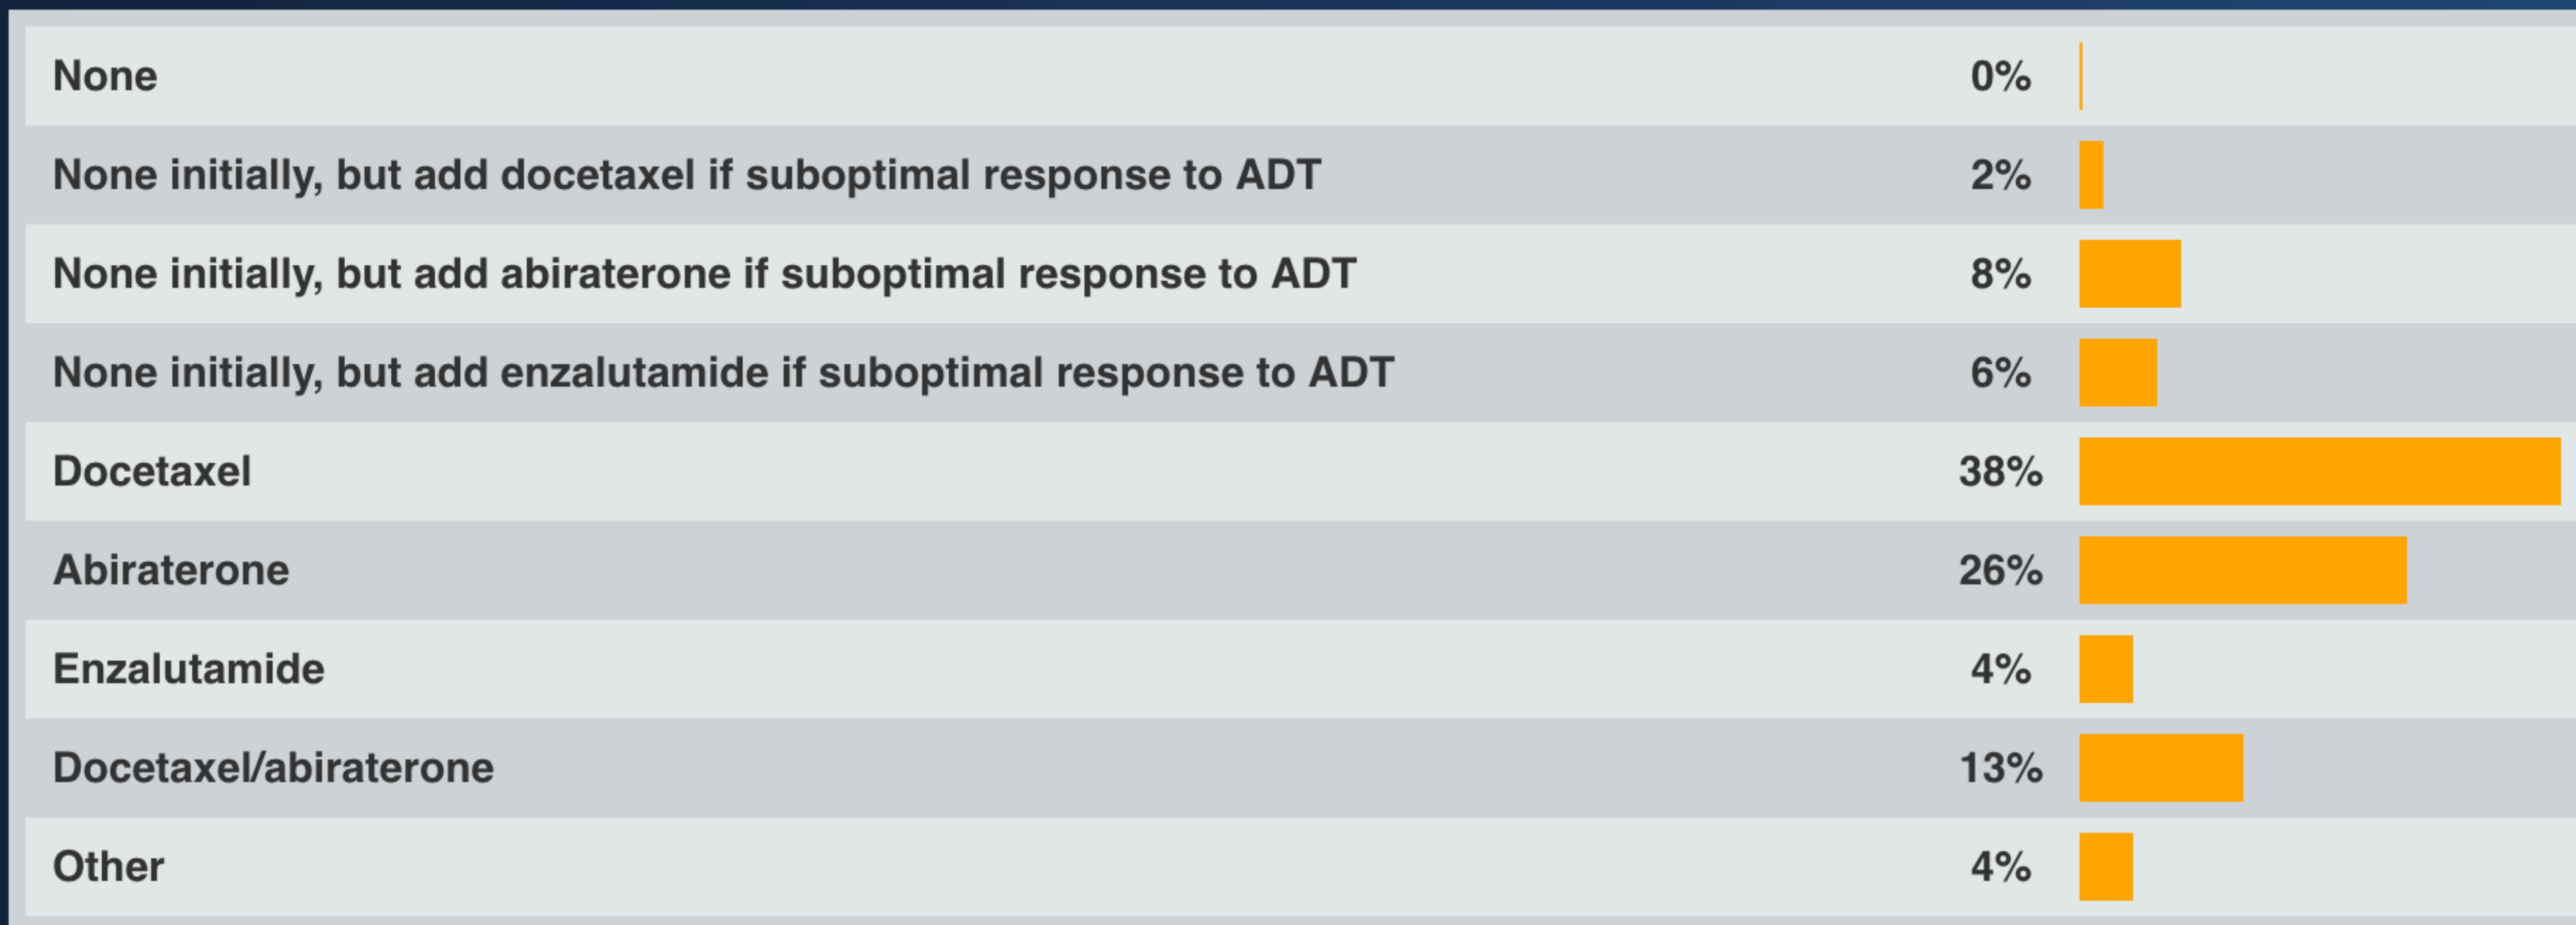 None 0%
None initially, but add docetaxel if suboptimal response to ADT 2%
None initially, but add abiraterone if suboptimal response to ADT 8%
None initially, but add enzalutamide if suboptimal response to ADT 6%
Docetaxel 38%
Abiraterone 26%
Enzalutamide 4%
Docetaxel/abiraterone 13%
Other 4%